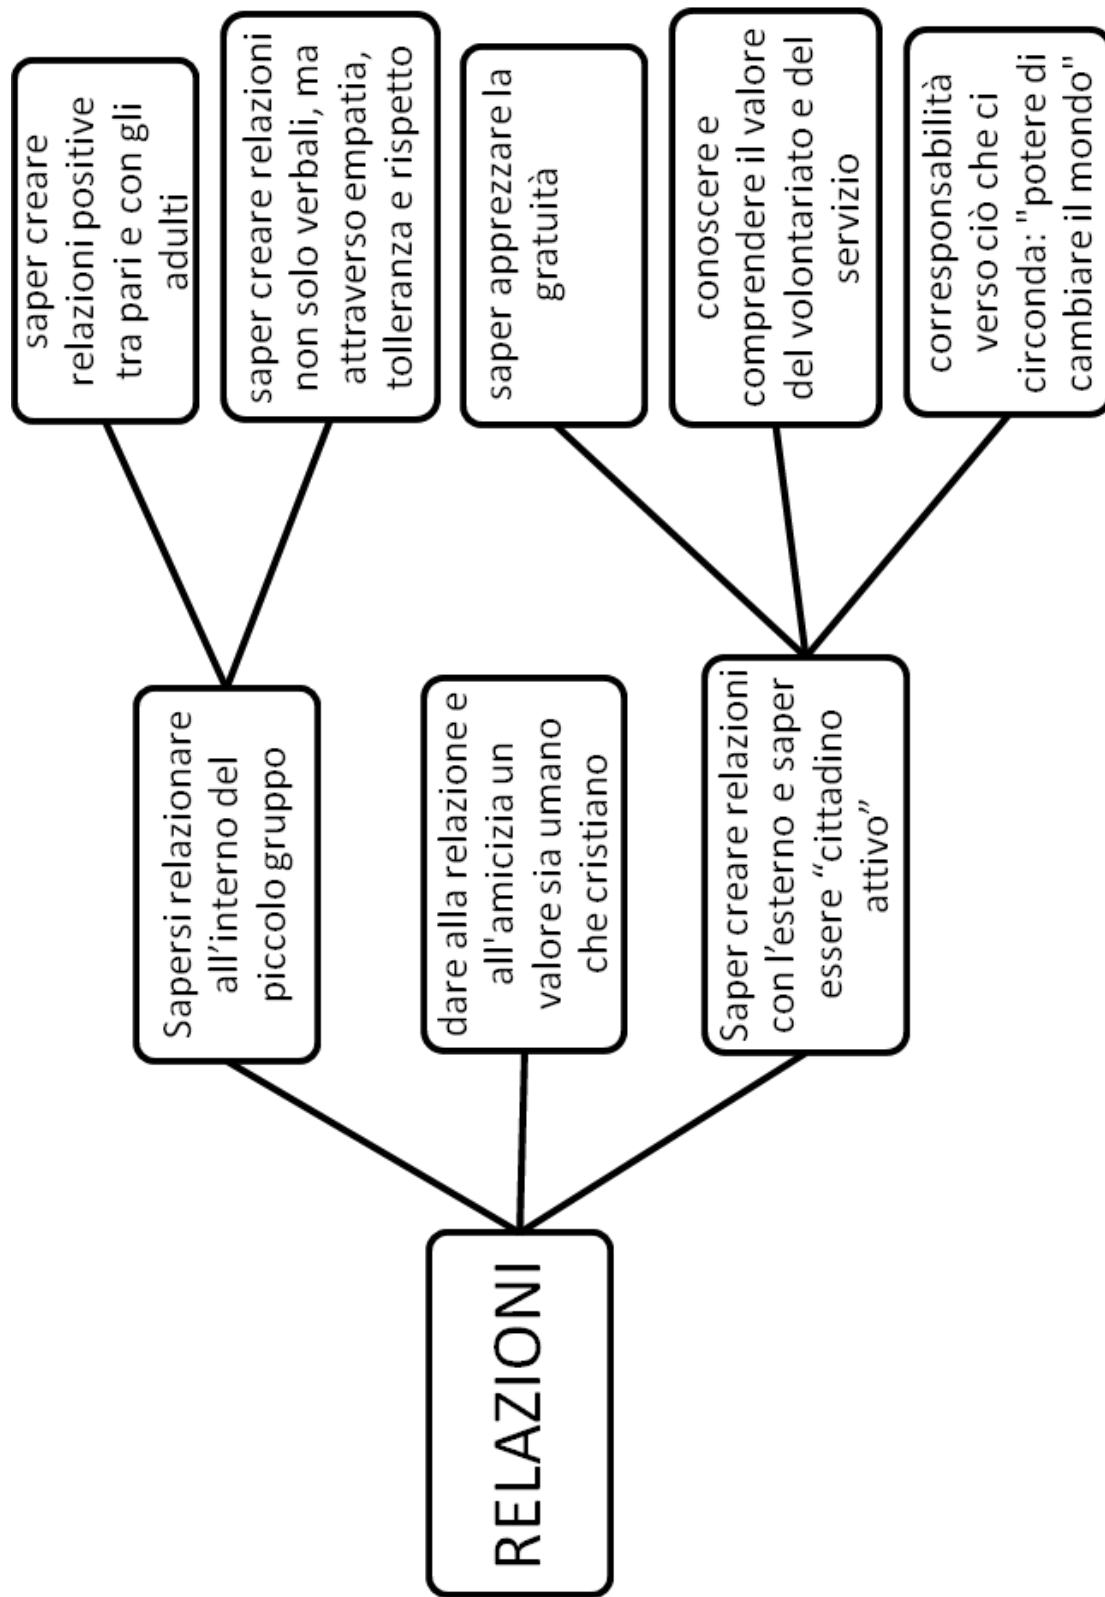 RELAZIONI
Sapersi relazionare
all’interno del
piccolo gruppo
saper creare
relazioni positive
tra pari e con gli
adulti
saper creare relazioni
non solo verbali, ma
attraverso empatia,
tolleranza e rispetto
dare alla relazione e
all'amicizia un
valore sia umano
che cristiano
Saper creare relazioni
con l’esterno e saper
essere “cittadino
attivo”
saper apprezzare la
gratuità
conoscere e
comprendere il valore
del volontariato e del
servizio
corresponsabilità
verso ciò che ci
circonda: "potere di
cambiare il mondo"